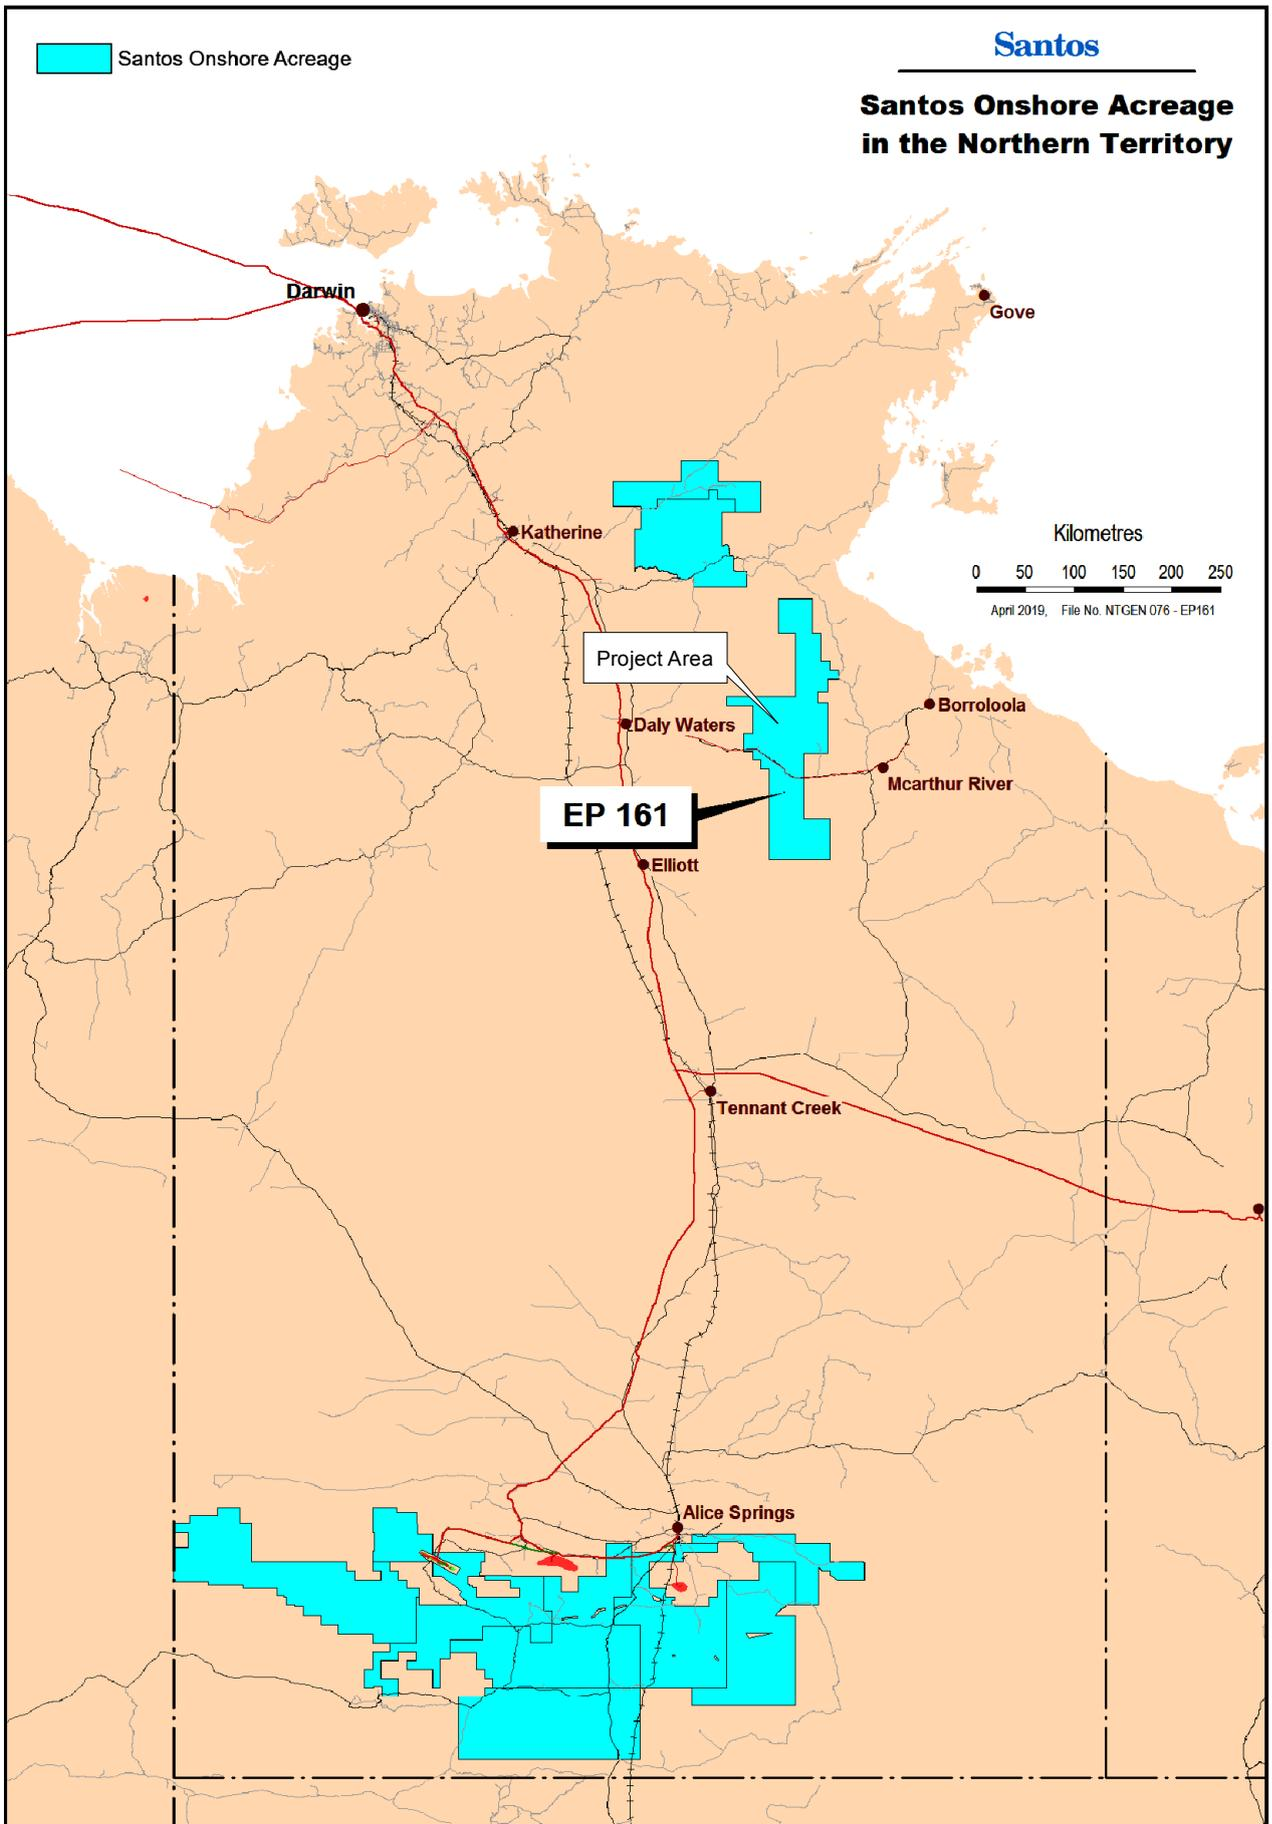 Santos Onshore Acreage
Santos
Santos Onshore Acreage
in the Northern Territory
Darwin
Gove
Katherine
Kilometres
0 50 100 150 200 250
April 2019, File No. NTGEN 076 - EP161
Project Area
Borroloola
Daly Waters
Mcarthur River
EP 161
Elliott
Tennant Creek
Alice Springs